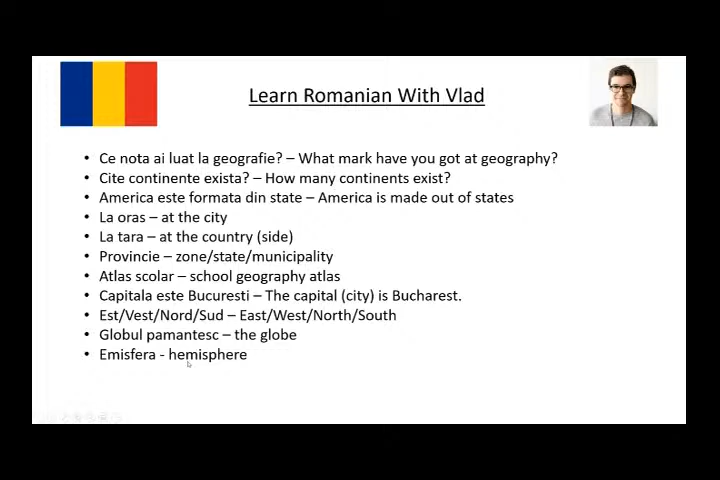 Learn Romanian With Vlad
• Ce nota ai luat la geografie? – What mark have you got at geography?
• Cite continente exista? – How many continents exist?
• America este formata din state – America is made out of states
• La oras – at the city
• La tara – at the country (side)
• Provincie – zone/state/municipality
• Atlas scolar – school geography atlas
• Capitala este Bucuresti – The capital (city) is Bucharest.
• Est/Vest/Nord/Sud – East/West/North/South
• Globul pamantesc – the globe
• Emisfera - hemisphere